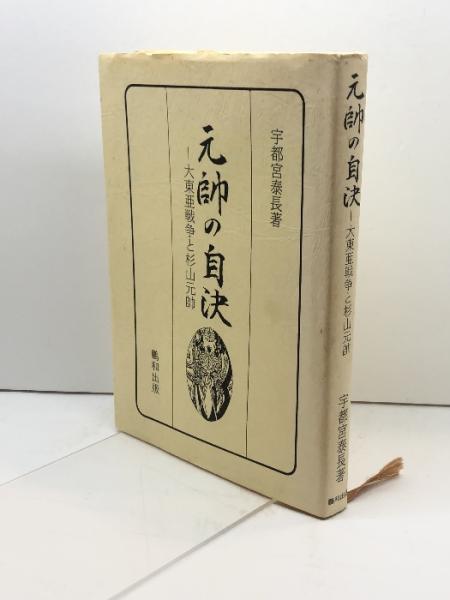 宇都宮泰長著
元帥の自決
―大東亜戦争と杉山元帥
鵬和出版
元帥の自決
―大東亜戦争と杉山元帥
宇都宮泰長著